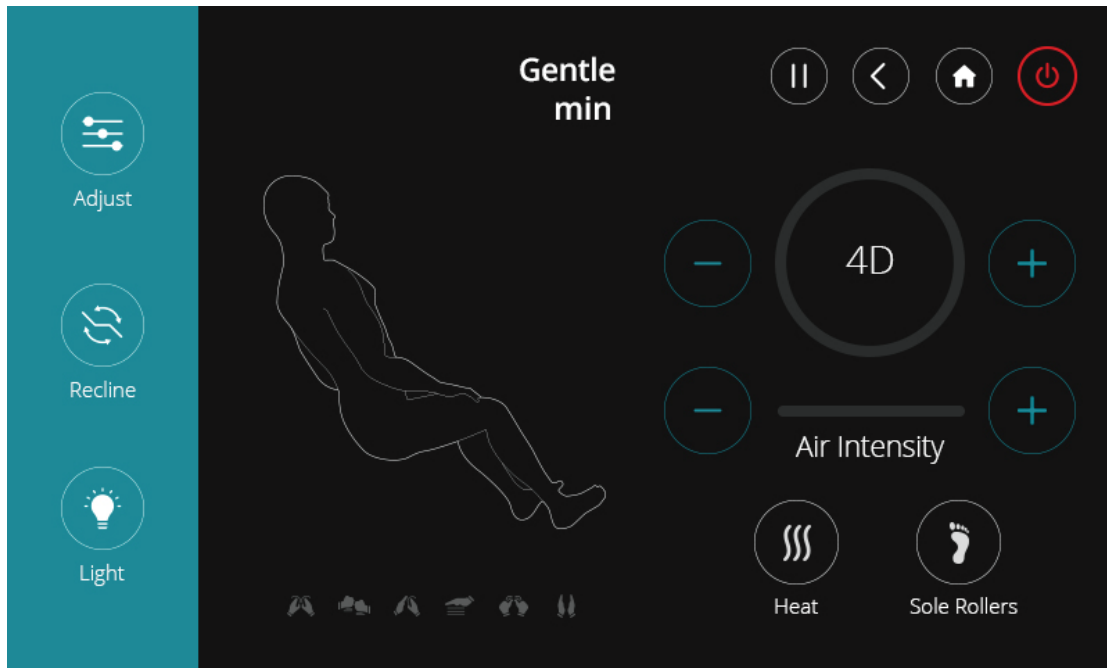 Gentle
min
Adjust
4D
Recline
Air Intensity
Light
Heat
Sole Rollers